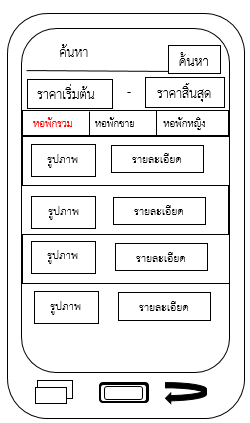 ค้นหา
ค้นหา
ราคาเริ่มต้น - ราคาสิ้นสุด
หอพักรวม หอพักชาย หอพักหญิง
รูปภาพ รายละเอียด
รูปภาพ รายละเอียด
รูปภาพ รายละเอียด
รูปภาพ รายละเอียด